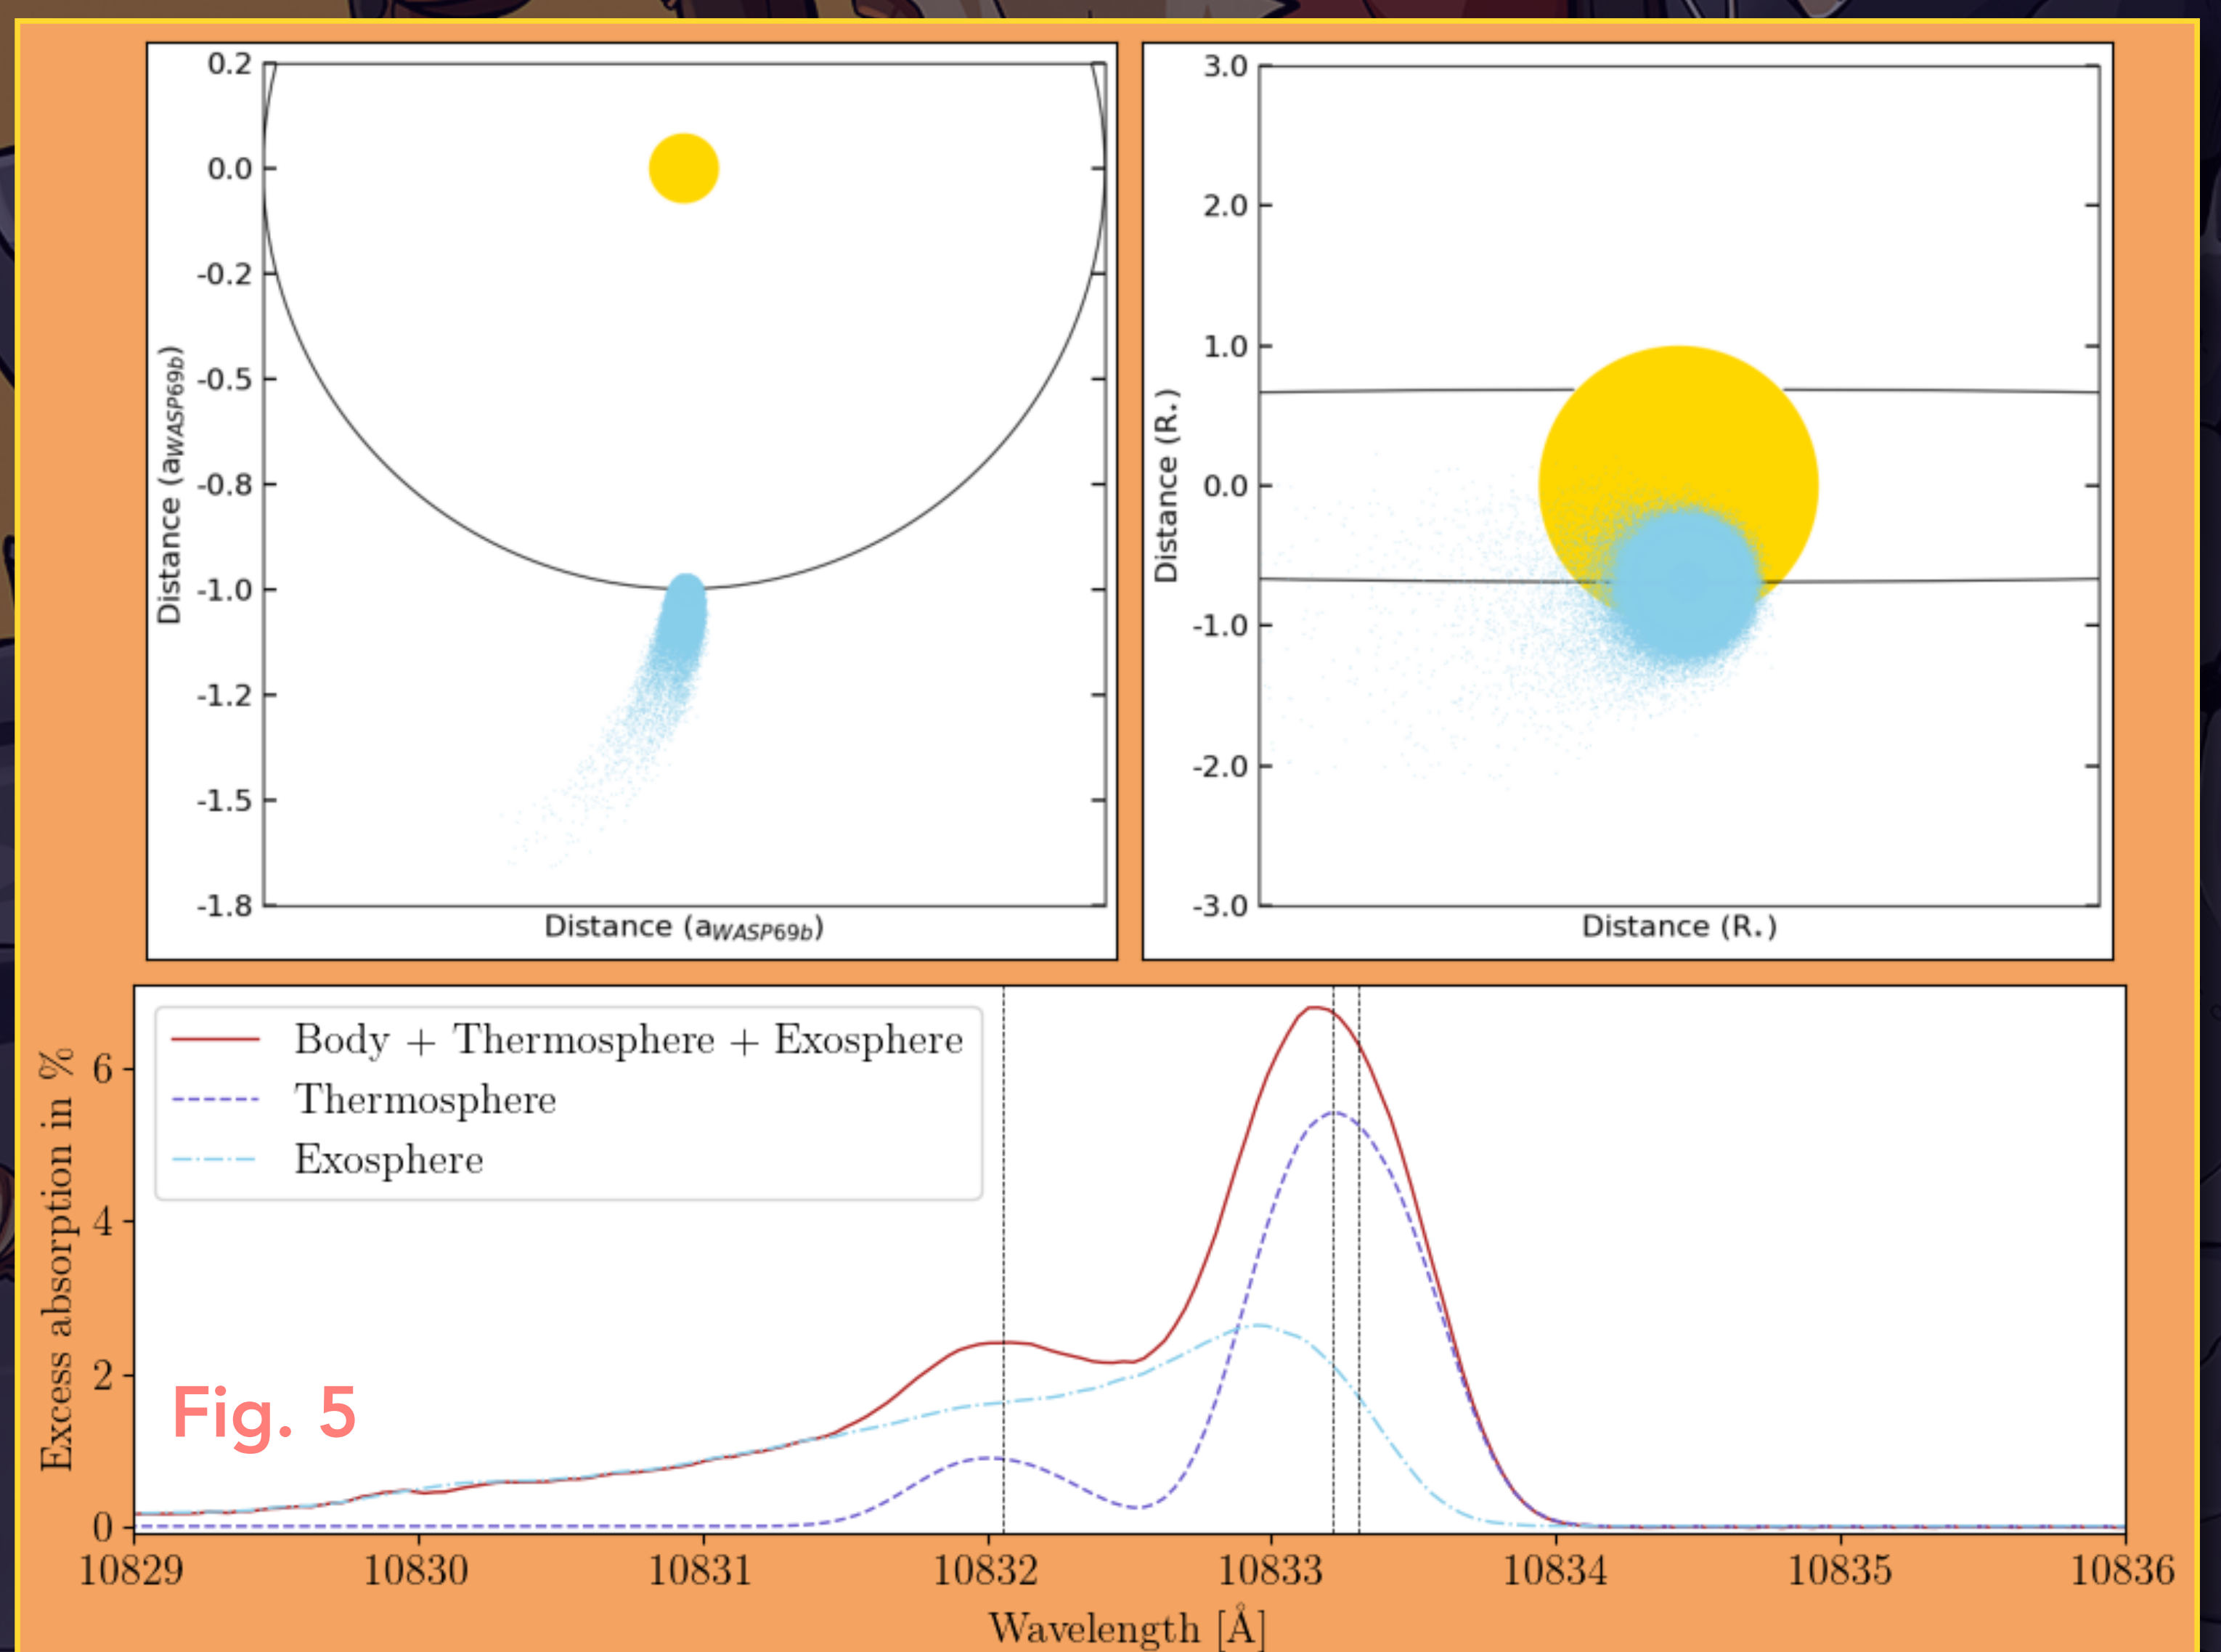 0.2
0.0
-0.2
-0.5
-0.8
-1.0
-1.2
-1.5
-1.8
Distance (aWASP69b)
Distance (aWASP69b)
3.0
2.0
1.0
0.0
-1.0
-2.0
-3.0
Distance (R⋆)
Distance (R⋆)
Body + Thermosphere + Exosphere
Thermosphere
Exosphere
Fig. 5
Excess absorption in %
6
4
2
0
10829 10830 10831 10832 10833 10834 10835 10836
Wavelength [Å]